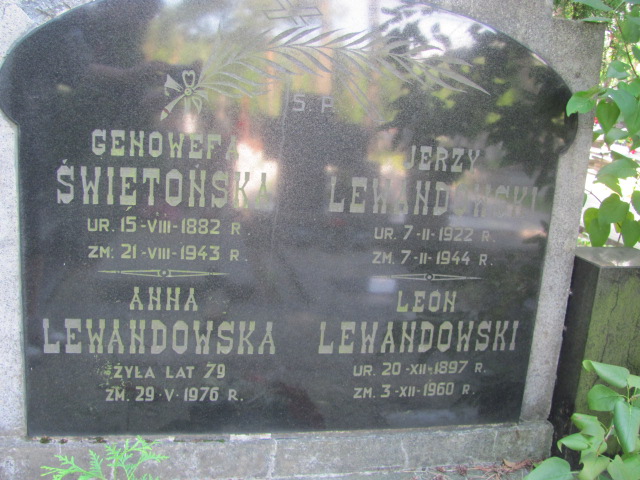 Ś.P.
GENOWEFA
ŚWIETOŃSKA
UR. 15-VIII-1882 R.
ZM. 21-VIII-1943 R.
ANNA
LEWANDOWSKA
ŻYŁA LAT 79
ZM. 29-V-1976 R.
JERZY
LEWANDOWSKI
UR. 7-II-1922 R.
ZM. 7-II-1944 R.
LEON
LEWANDOWSKI
UR. 20-XII-1897 R.
ZM. 3-XII-1960 R.